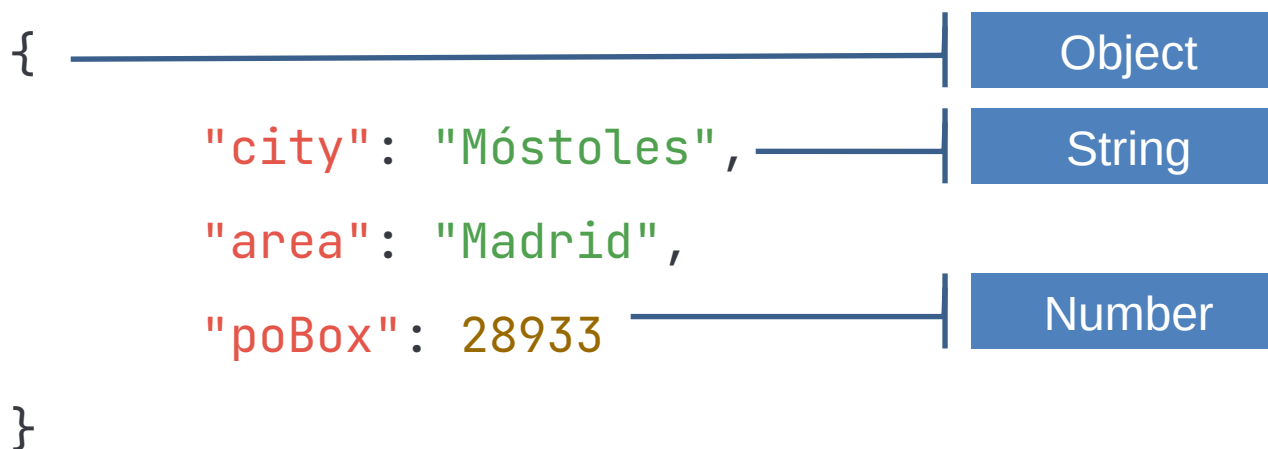 { Object
"city": "Móstoles", String
"area": "Madrid",
"poBox": 28933 Number
}